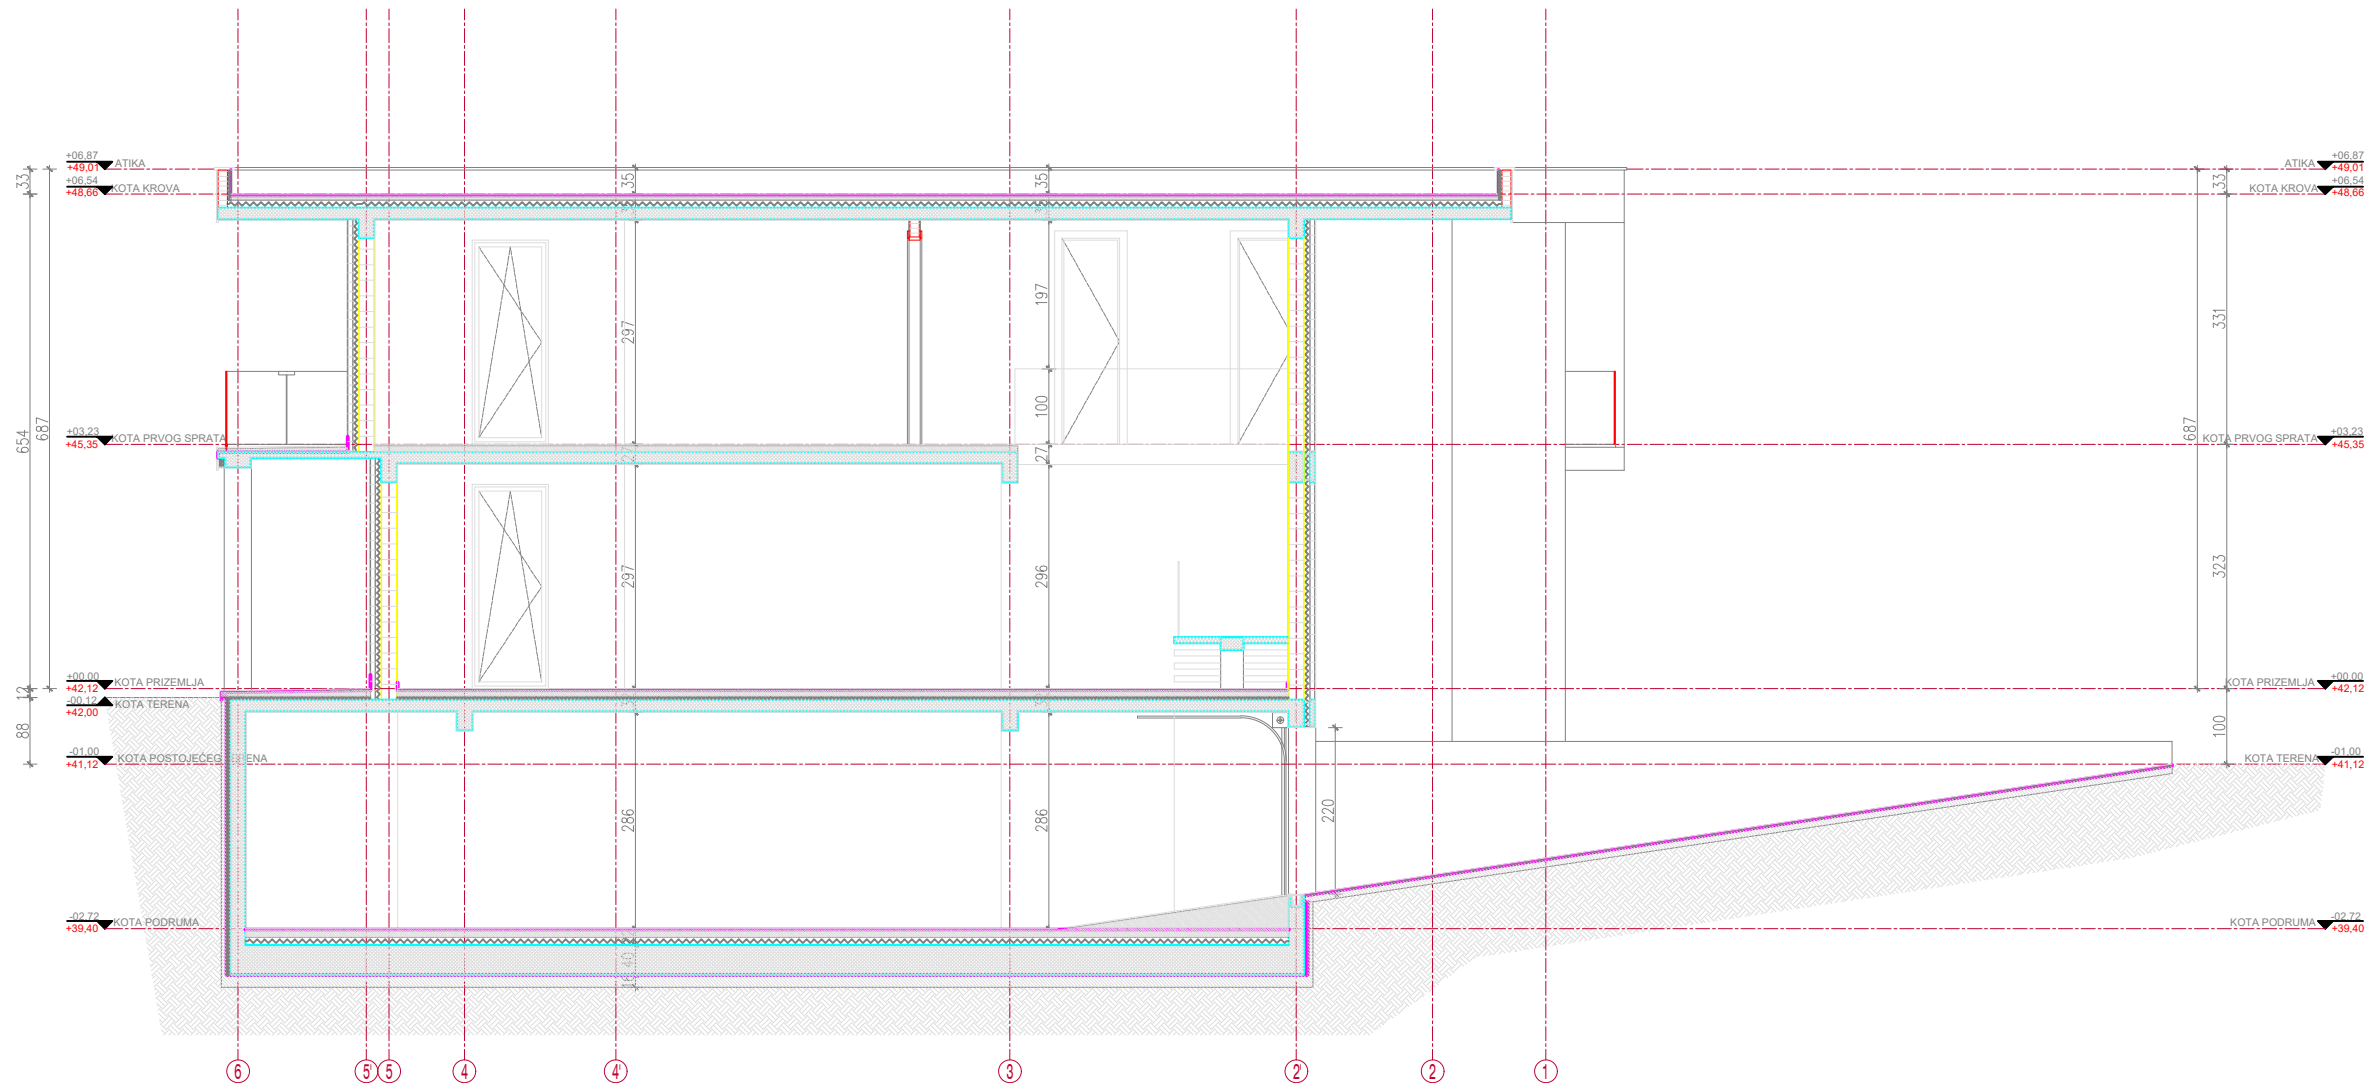 +06,87
+49,01 ATIKA
+06,54
+48,66 KOTA KROVA
+03,23
+45,35 KOTA PRVOG SPRATA
+00,00
+42,12 KOTA PRIZEMLJA
-00,12
+42,00 KOTA TERENA
-01,00
+41,12 KOTA POSTOJEĆEG
-02,72
+39,40 KOTA PODRUMA
33
654
687
12
88
35
297
27
297
286
40
35
197
100
27
296
286
220
687
33
331
323
100
+06,87
ATIKA +49,01
+06,54
KOTA KROVA +48,66
+03,23
KOTA PRVOG SPRATA +45,35
+00,00
KOTA PRIZEMLJA +42,12
-01,00
KOTA TERENA +41,12
-02,72
KOTA PODRUMA +39,40
6 5' 5 4 4' 3 2' 2 1